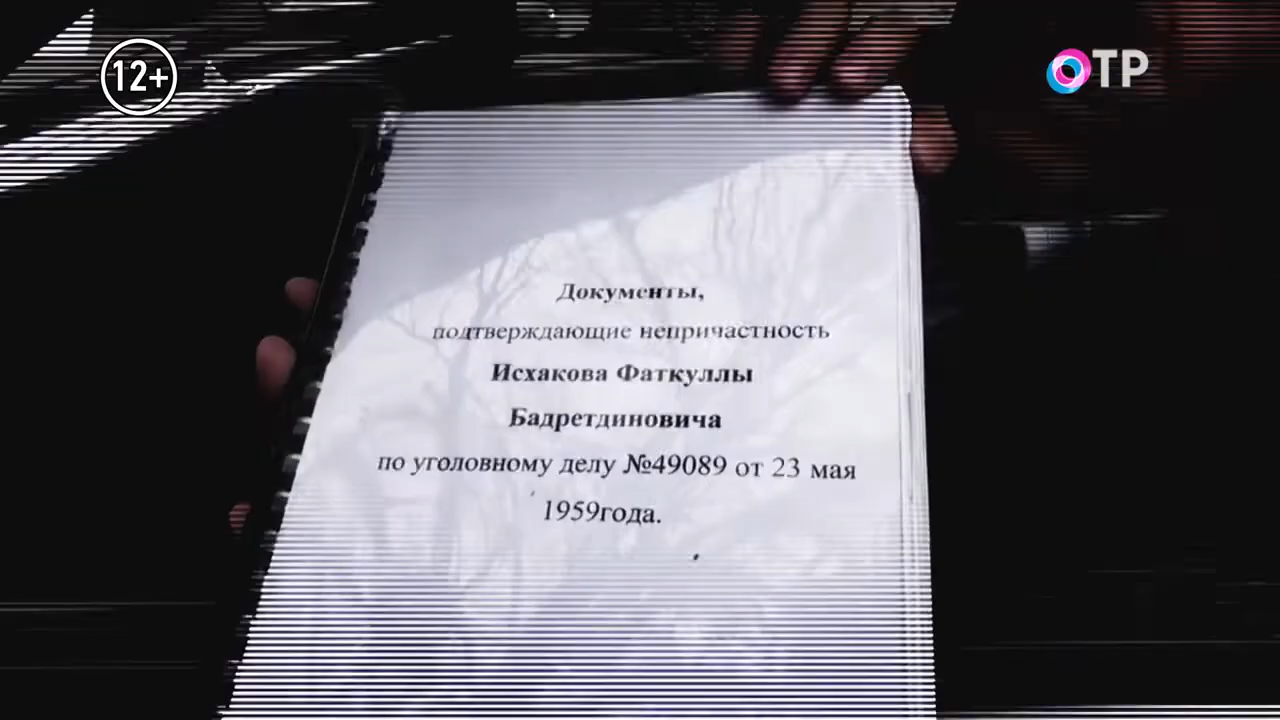 12+
ОТР
Документы,
подтверждающие непричастность
Исхакова Фаткуллы
Бадретдиновича
по уголовному делу №49089 от 23 мая
1959года.